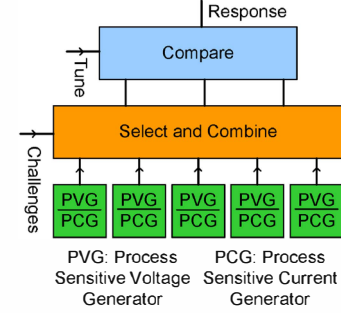 Response
Compare
Tune
Select and Combine
Challenges
PVG PVG PVG PVG PVG
PCG PCG PCG PCG PCG
PVG: Process PCG: Process
Sensitive Voltage Sensitive Current
Generator Generator